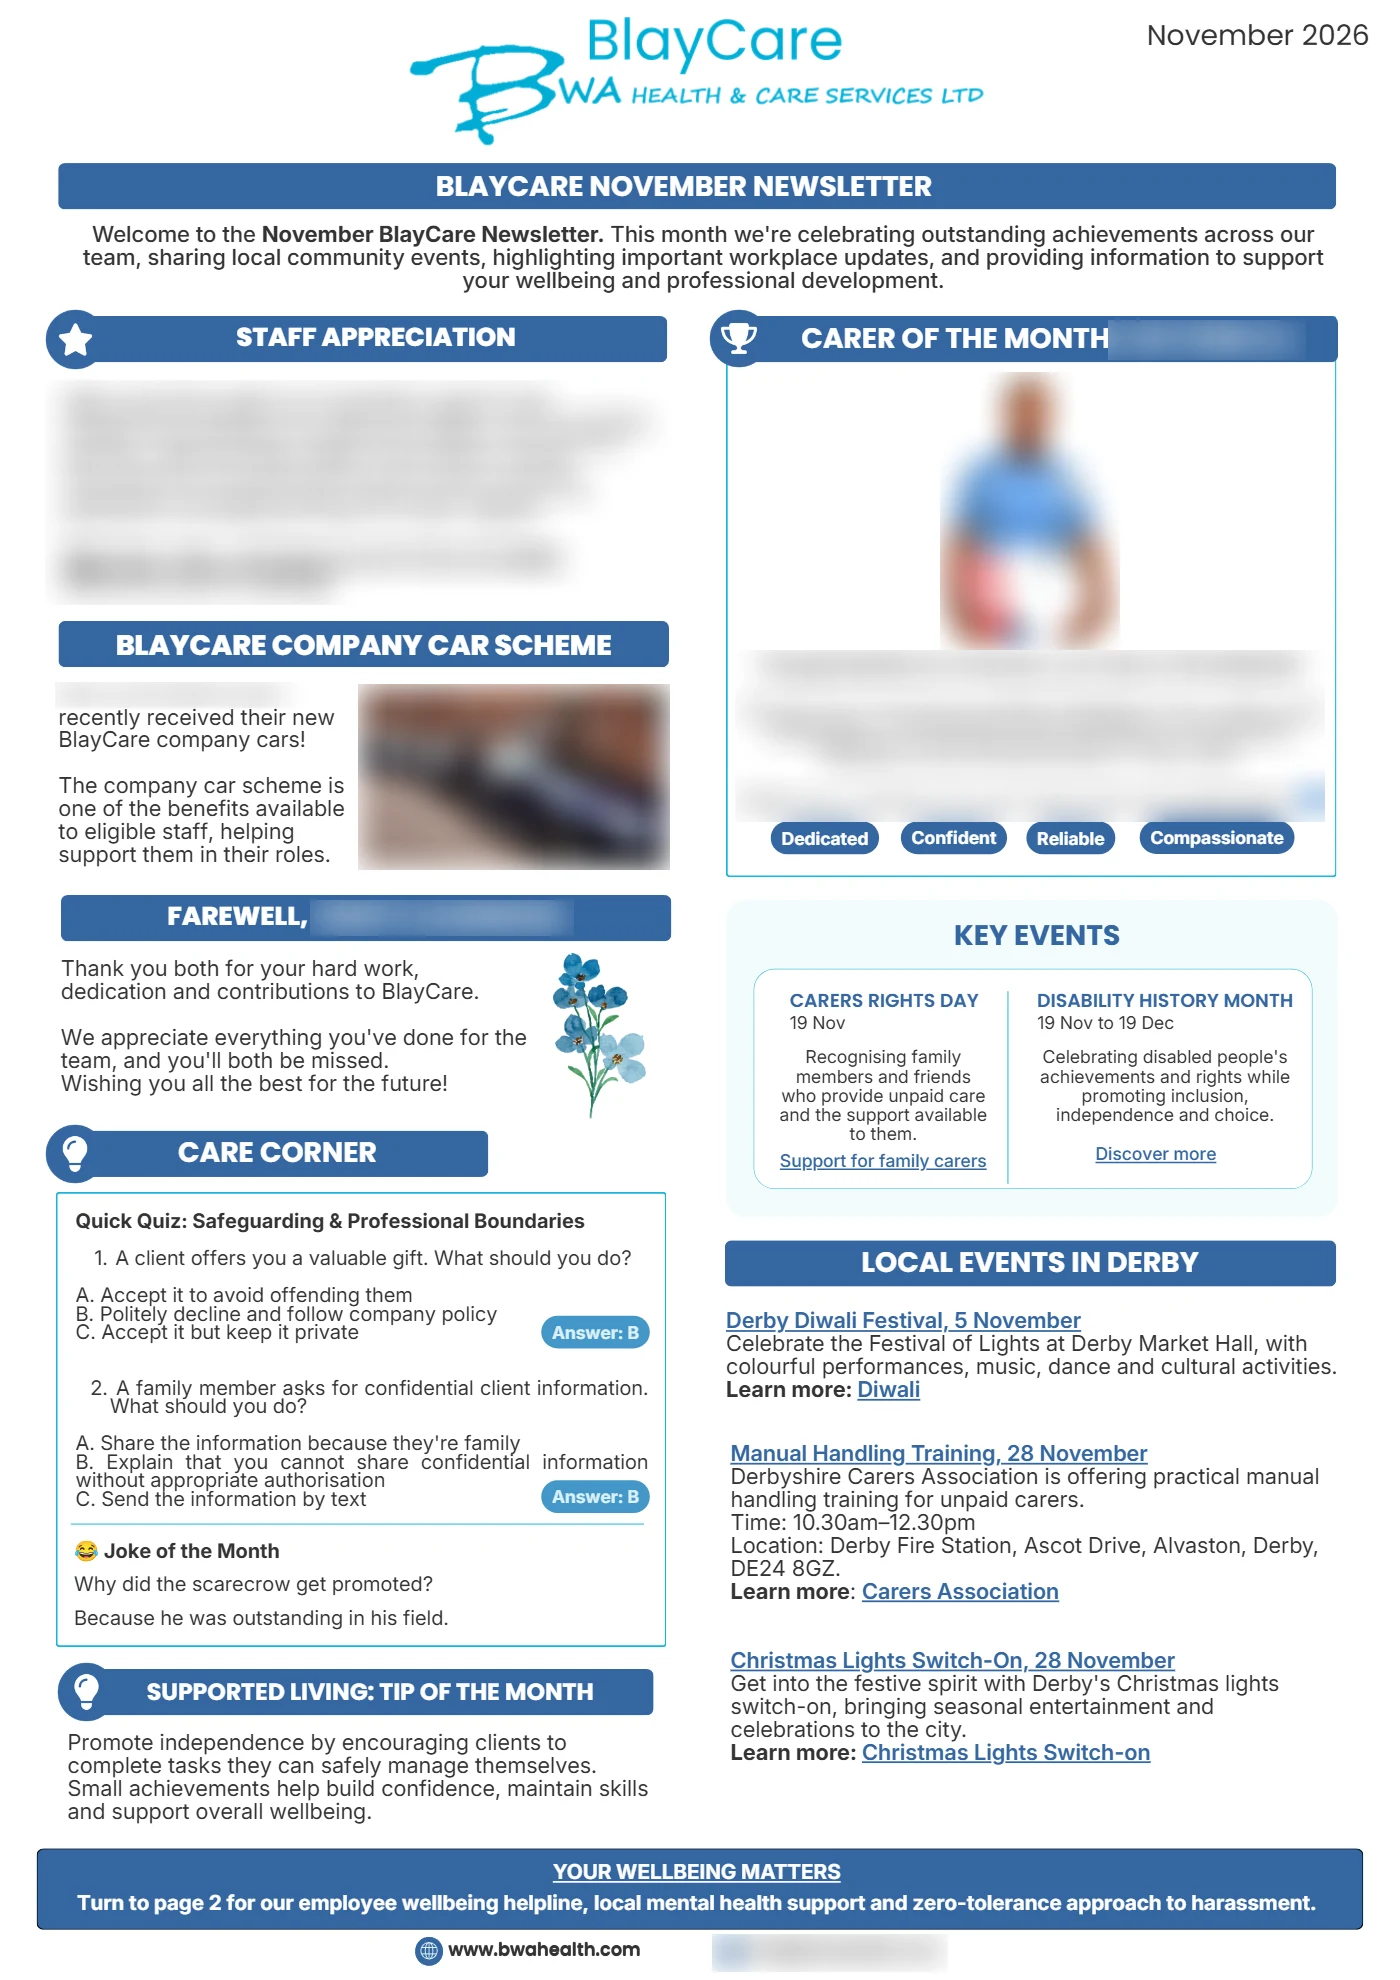 BlayCare
BWA HEALTH & CARE SERVICES LTD
November 2026
BLAYCARE NOVEMBER NEWSLETTER
Welcome to the November BlayCare Newsletter. This month we're celebrating outstanding achievements across our
team, sharing local community events, highlighting important workplace updates, and providing information to support
your wellbeing and professional development.
STAFF APPRECIATION
BLAYCARE COMPANY CAR SCHEME
recently received their new
BlayCare company cars!
The company car scheme is
one of the benefits available
to eligible staff, helping
support them in their roles.
FAREWELL,
Thank you both for your hard work,
dedication and contributions to BlayCare.
We appreciate everything you've done for the
team, and you'll both be missed.
Wishing you all the best for the future!
CARE CORNER
Quick Quiz: Safeguarding & Professional Boundaries
1. A client offers you a valuable gift. What should you do?
A. Accept it to avoid offending them
B. Politely decline and follow company policy
C. Accept it but keep it private
Answer: B
2. A family member asks for confidential client information.
What should you do?
A. Share the information because they're family
B. Explain that you cannot share confidential information
without appropriate authorisation
C. Send the information by text
Answer: B
😂 Joke of the Month
Why did the scarecrow get promoted?
Because he was outstanding in his field.
SUPPORTED LIVING: TIP OF THE MONTH
Promote independence by encouraging clients to
complete tasks they can safely manage themselves.
Small achievements help build confidence, maintain skills
and support overall wellbeing.
CARER OF THE MONTH
Dedicated
Confident
Reliable
Compassionate
KEY EVENTS
CARERS RIGHTS DAY
19 Nov
Recognising family
members and friends
who provide unpaid care
and the support available
to them.
Support for family carers
DISABILITY HISTORY MONTH
19 Nov to 19 Dec
Celebrating disabled people's
achievements and rights while
promoting inclusion,
independence and choice.
Discover more
LOCAL EVENTS IN DERBY
Derby Diwali Festival, 5 November
Celebrate the Festival of Lights at Derby Market Hall, with
colourful performances, music, dance and cultural activities.
Learn more: Diwali
Manual Handling Training, 28 November
Derbyshire Carers Association is offering practical manual
handling training for unpaid carers.
Time: 10.30am–12.30pm
Location: Derby Fire Station, Ascot Drive, Alvaston, Derby,
DE24 8GZ.
Learn more: Carers Association
Christmas Lights Switch-On, 28 November
Get into the festive spirit with Derby's Christmas lights
switch-on, bringing seasonal entertainment and
celebrations to the city.
Learn more: Christmas Lights Switch-on
YOUR WELLBEING MATTERS
Turn to page 2 for our employee wellbeing helpline, local mental health support and zero-tolerance approach to harassment.
www.bwahealth.com